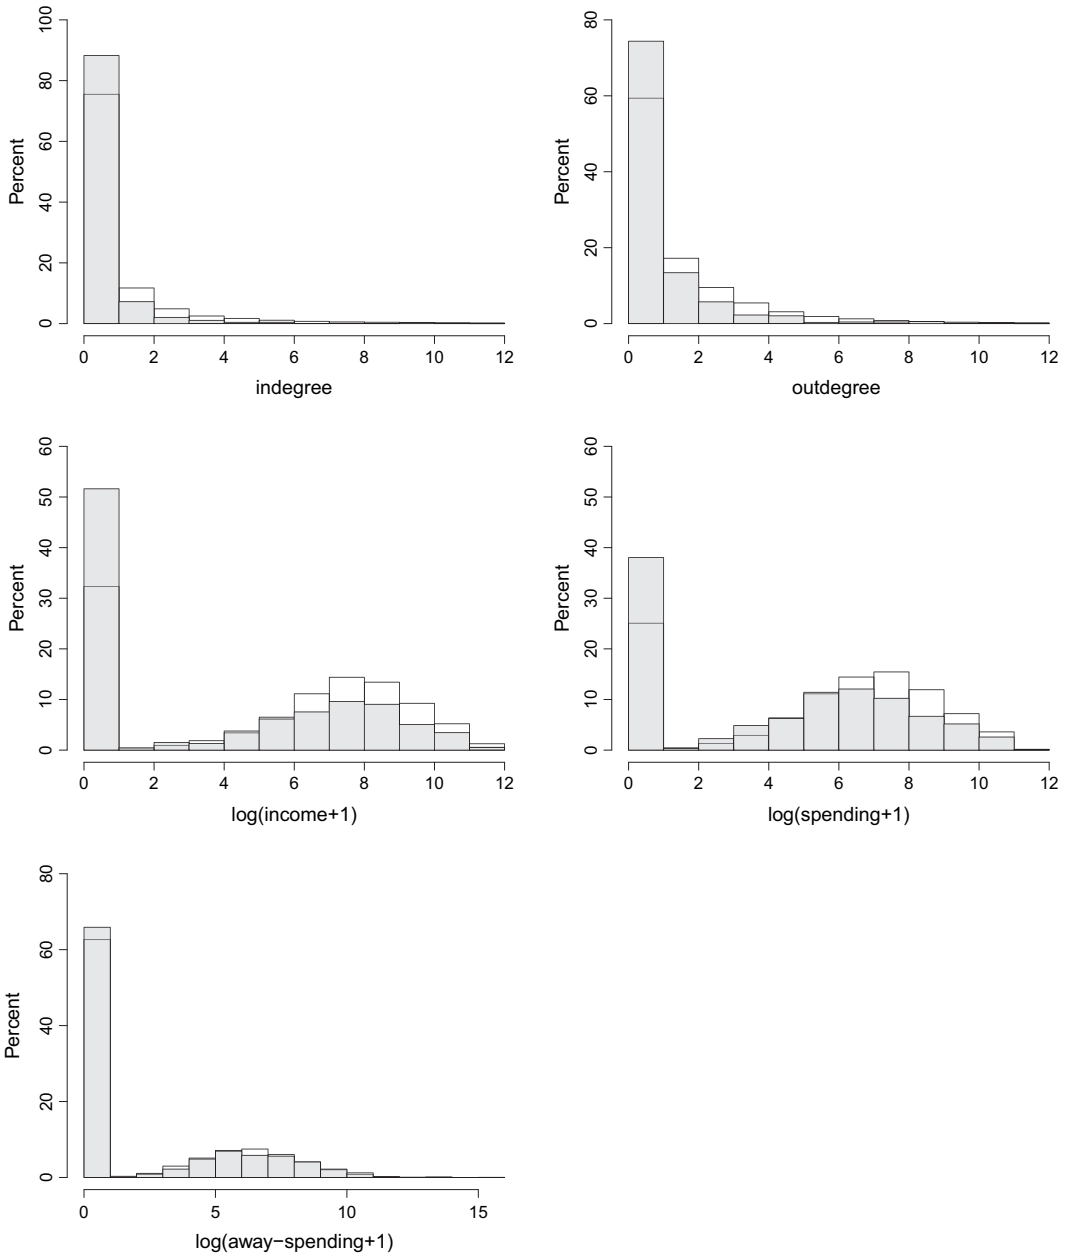 Percent
0 20 40 60 80 100
0 2 4 6 8 10 12
indegree
Percent
0 20 40 60 80
0 2 4 6 8 10 12
outdegree
Percent
0 10 20 30 40 50 60
0 2 4 6 8 10 12
log(income+1)
Percent
0 10 20 30 40 50 60
0 2 4 6 8 10 12
log(spending+1)
Percent
0 20 40 60 80
0 5 10 15
log(away−spending+1)